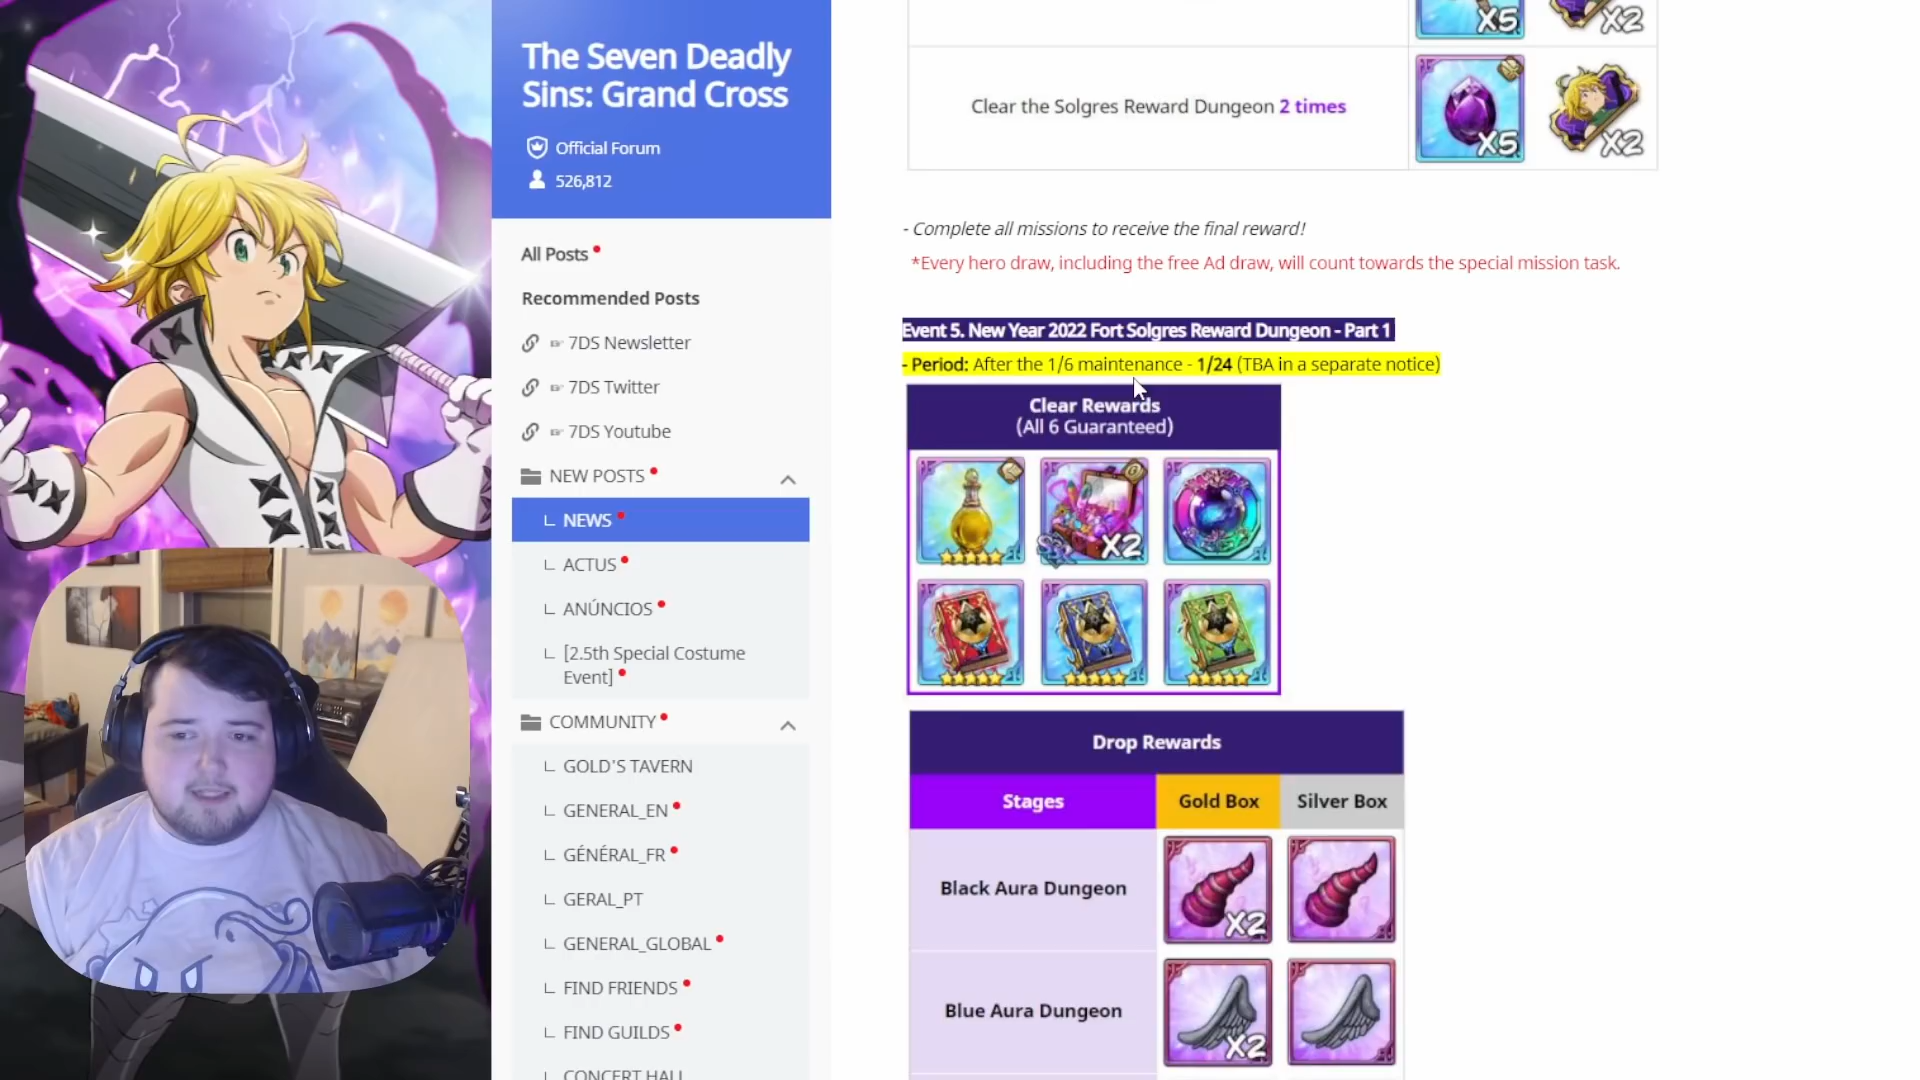 The Seven Deadly
Sins: Grand Cross
Official Forum
526,812
All Posts
Recommended Posts
7DS Newsletter
7DS Twitter
7DS Youtube
NEW POSTS
NEWS
ACTUS
ANÚNCIOS
[2.5th Special Costume
Event]
COMMUNITY
GOLD'S TAVERN
GENERAL_EN
GÉNÉRAL_FR
GERAL_PT
GENERAL_GLOBAL
FIND FRIENDS
FIND GUILDS
CONCERT HALL
X5 X2
Clear the Solgres Reward Dungeon 2 times
X5 X2
- Complete all missions to receive the final reward!
*Every hero draw, including the free Ad draw, will count towards the special mission task.
Event 5. New Year 2022 Fort Solgres Reward Dungeon - Part 1
- Period: After the 1/6 maintenance - 1/24 (TBA in a separate notice)
Clear Rewards
(All 6 Guaranteed)
X2
Drop Rewards
Stages Gold Box Silver Box
Black Aura Dungeon
X2
Blue Aura Dungeon
X2